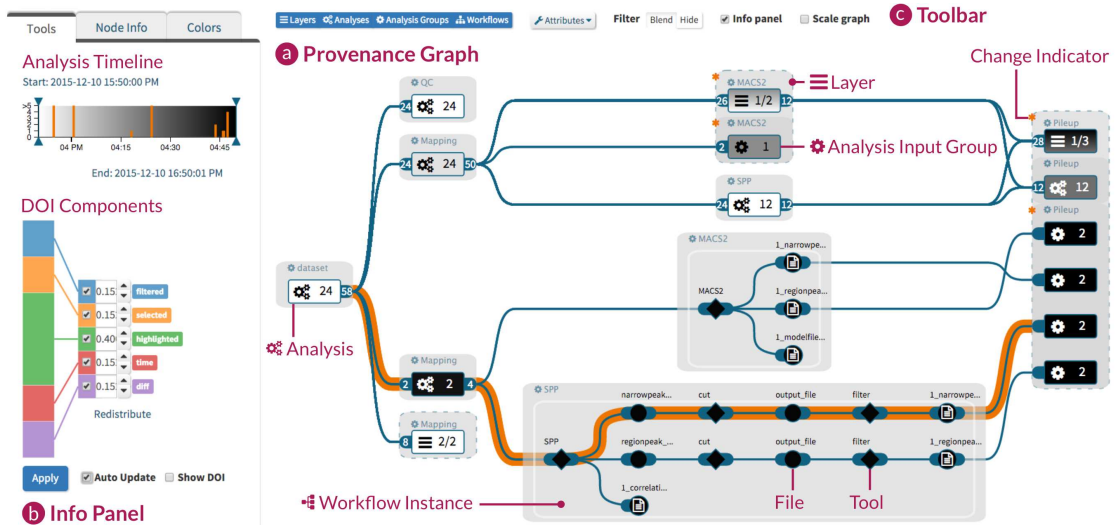 Tools Node Info Colors
Layers Analyses Analysis Groups Workflows Attributes Filter Blend Hide Info panel Scale graph
c Toolbar
a Provenance Graph
Analysis Timeline
Start: 2015-12-10 15:50:00 PM
>5
4
3
2
1
04 PM 04:15 04:30 04:45
End: 2015-12-10 16:50:01 PM
DOI Components
0.15 filtered
0.15 selected
0.40 highlighted
0.15 time
0.15 diff
Redistribute
Apply Auto Update Show DOI
b Info Panel
Change Indicator
QC
24 24
Mapping
24 24 50
dataset
24 58
Analysis
Mapping
2 2 4
Mapping
8 2/2
MACS2
26 1/2 12
Layer
MACS2
2 1
Analysis Input Group
SPP
24 12 12
MACS2
MACS2
1_narrowpe...
1_regionpea...
1_modelfile...
SPP
SPP
narrowpeak... cut output_file filter 1_narrowpe...
regionpeak_... cut output_file filter 1_regionpea...
1_correlati...
Workflow Instance
File
Tool
Pileup
28 1/3
Pileup
12 12
Pileup
2
2
2
2